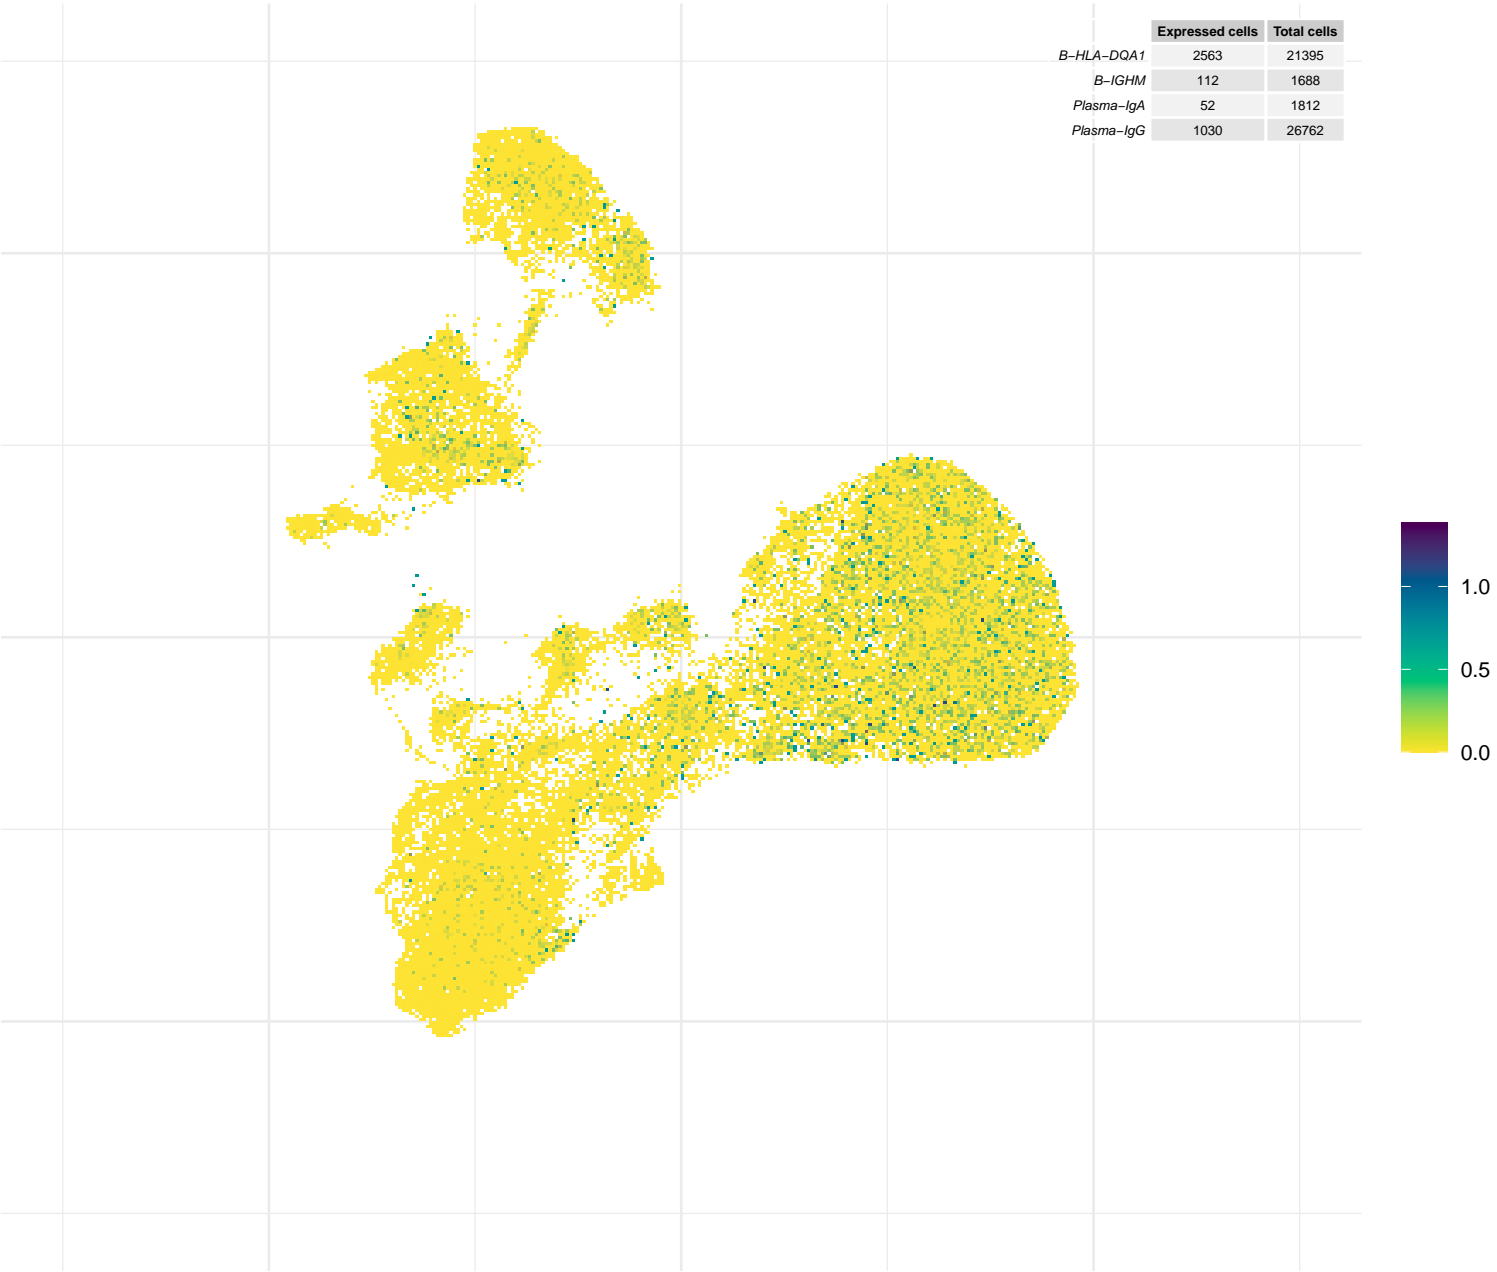 Expressed cells Total cells
B−HLA−DQA1 2563 21395
B−IGHM 112 1688
Plasma−IgA 52 1812
Plasma−IgG 1030 26762
1.0
0.5
0.0